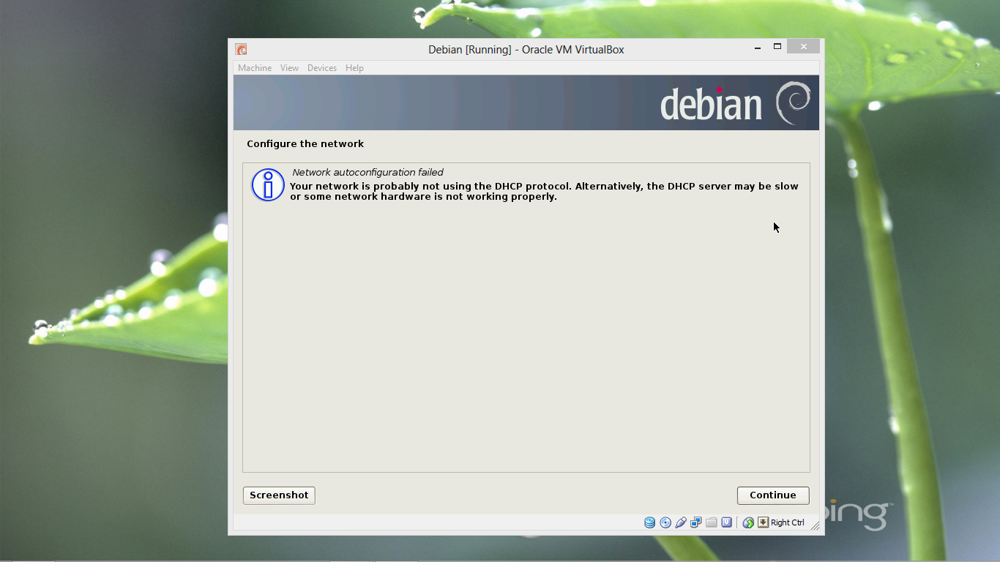 Debian [Running] - Oracle VM VirtualBox
Machine View Devices Help
debian
Configure the network
Network autoconfiguration failed
Your network is probably not using the DHCP protocol. Alternatively, the DHCP server may be slow
or some network hardware is not working properly.
Screenshot
Continue
Right Ctrl